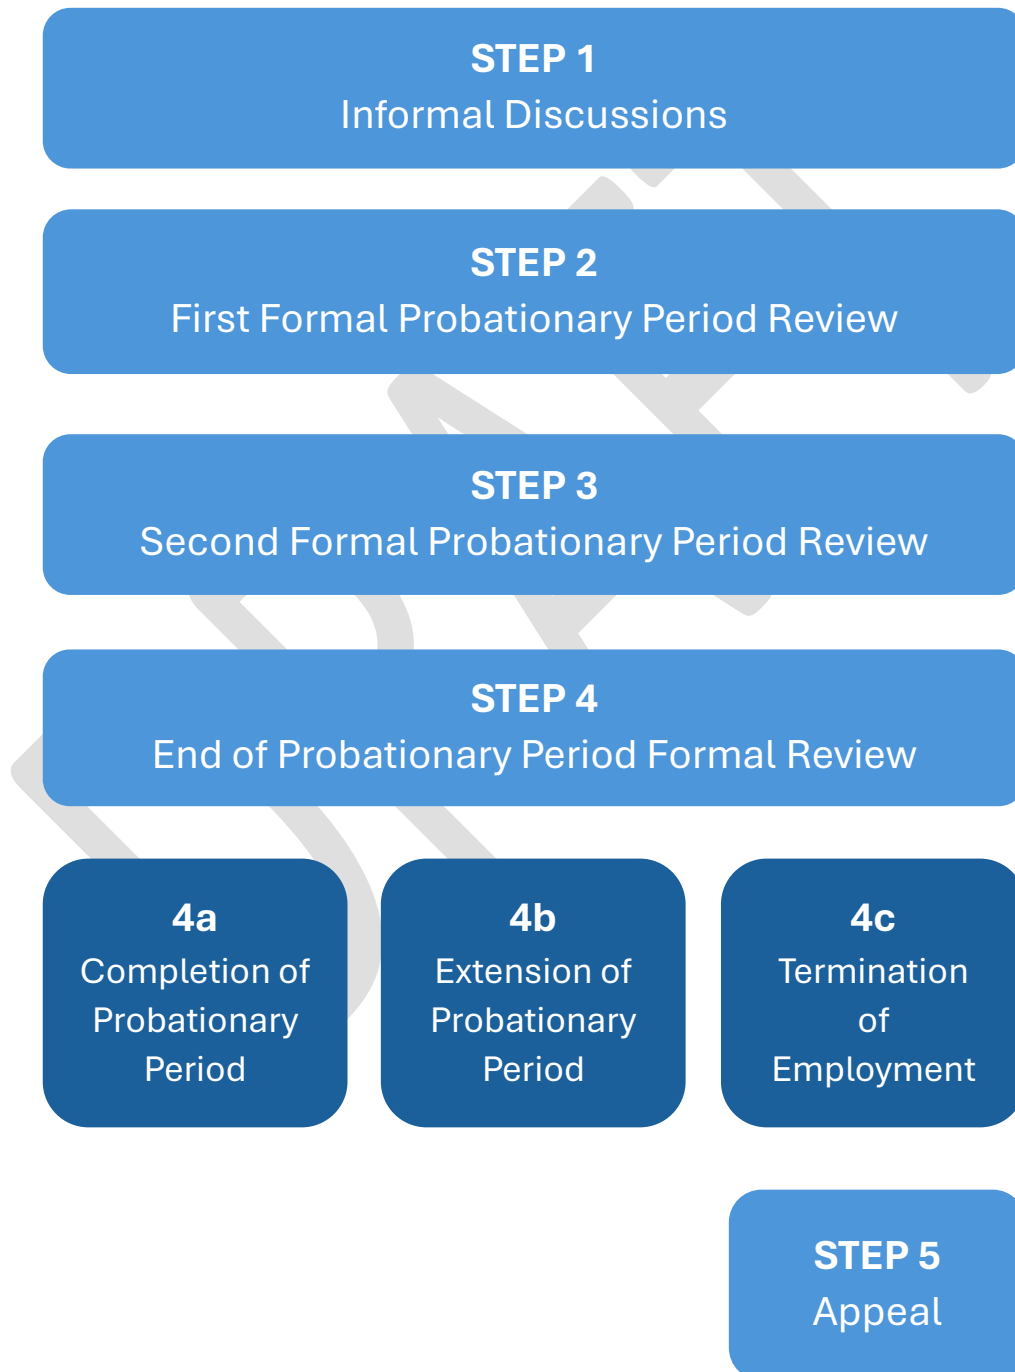 STEP 1
Informal Discussions
STEP 2
First Formal Probationary Period Review
STEP 3
Second Formal Probationary Period Review
STEP 4
End of Probationary Period Formal Review
4a
Completion of
Probationary
Period
4b
Extension of
Probationary
Period
4c
Termination
of
Employment
STEP 5
Appeal
DRAFT